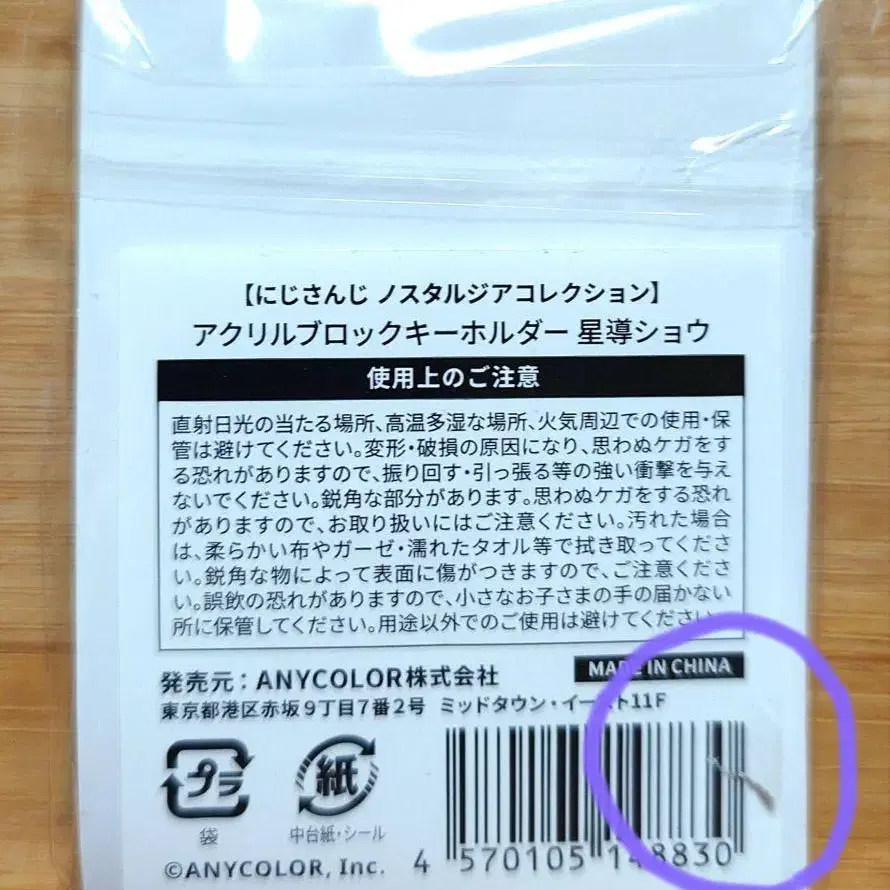 【にじさんじ ノスタルジアコレクション】
アクリルブロックキーホルダー 星導ショウ
使用上のご注意
直射日光の当たる場所、高温多湿な場所、火気周辺での使用・保
管は避けてください。変形・破損の原因になり、思わぬケガをす
る恐れがありますので、振り回す・引っ張る等の強い衝撃を与え
ないでください。鋭角な部分があります。思わぬケガをする恐れ
がありますので、お取り扱いにはご注意ください。汚れた場合
は、柔らかい布やガーゼ・濡れたタオル等で拭き取ってくださ
い。鋭角な物によって表面に傷がつきますので、ご注意くださ
い。誤飲の恐れがありますので、小さなお子さまの手の届かない
所に保管してください。用途以外でのご使用は避けてください。
発売元：ANYCOLOR株式会社
MADE IN CHINA
東京都港区赤坂9丁目7番2号 ミッドタウン・イースト11F
プラ
袋
紙
中台紙・シール
©ANYCOLOR, Inc.
4 570105 148830